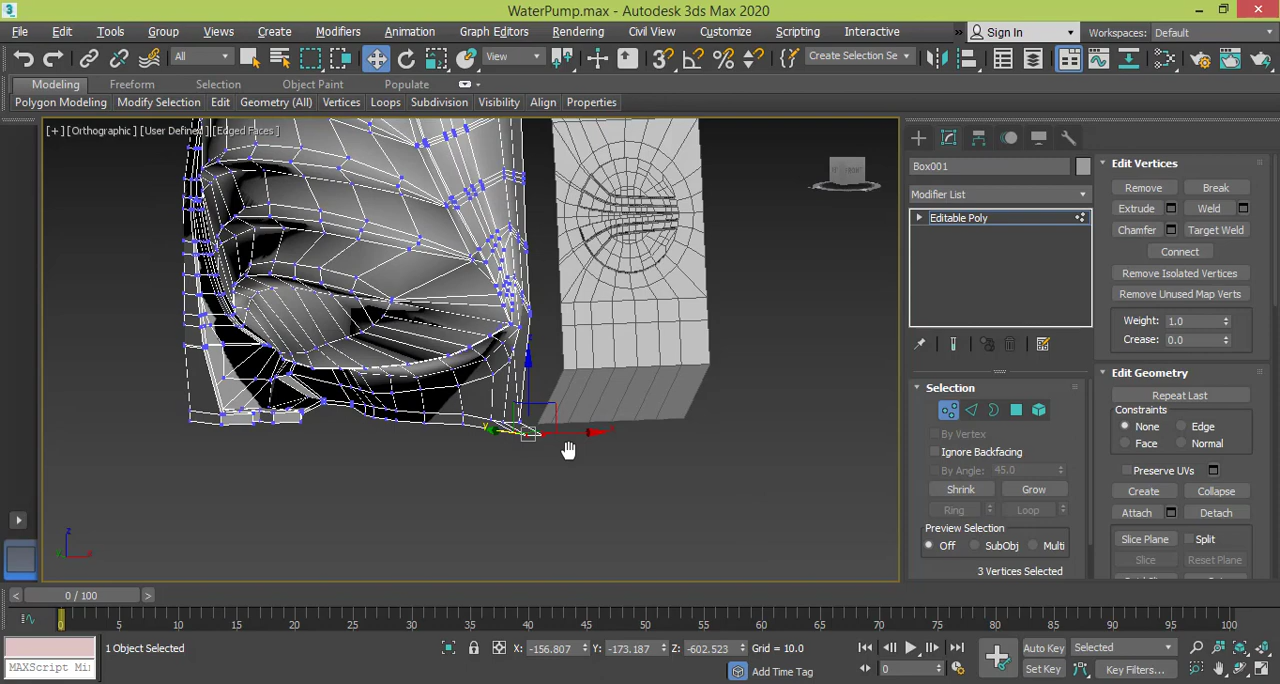 WaterPump.max - Autodesk 3ds Max 2020
File Edit Tools Group Views Create Modifiers Animation Graph Editors Rendering Civil View Customize Scripting Interactive Sign In Workspaces: Default
All View Create Selection Se
Modeling Freeform Selection Object Paint Populate
Polygon Modeling Modify Selection Edit Geometry (All) Vertices Loops Subdivision Visibility Align Properties
[+] [Orthographic] [User Defined] [Edged Faces]
Box001
Modifier List
Editable Poly
Selection
By Vertex
Ignore Backfacing
By Angle: 45.0
Shrink Grow
Ring Loop
Preview Selection
Off SubObj Multi
3 Vertices Selected
Edit Vertices
Remove Break
Extrude Weld
Chamfer Target Weld
Connect
Remove Isolated Vertices
Remove Unused Map Verts
Weight: 1.0
Crease: 0.0
Edit Geometry
Repeat Last
Constraints
None Edge
Face Normal
Preserve UVs
Create Collapse
Attach Detach
Slice Plane Split
Slice Reset Plane
y
z
0 / 100
0 5 10 15 20 25 30 35 40 45 50 55 60 65 70 75 80 85 90 95 100
1 Object Selected X: -156.807 Y: -173.187 Z: -602.523 Grid = 10.0 Auto Key Selected
MAXScript Mi Add Time Tag 0 Set Key Key Filters...